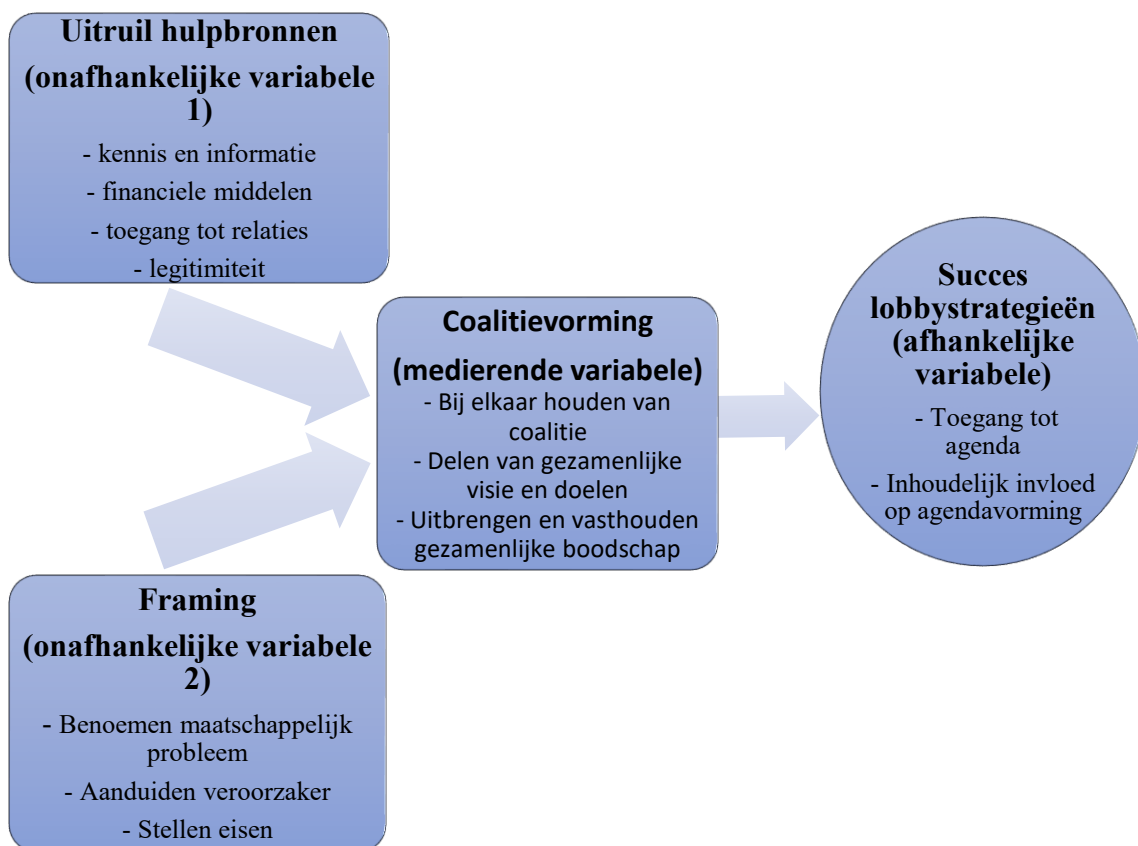 Uitruil hulpbronnen
(onafhankelijke variabele
1)
- kennis en informatie
- financiele middelen
- toegang tot relaties
- legitimiteit
Coalitievorming
(medierende variabele)
- Bij elkaar houden van
coalitie
- Delen van gezamenlijke
visie en doelen
- Uitbrengen en vasthouden
gezamenlijke boodschap
Succes
lobbystrategieën
(afhankelijke
variabele)
- Toegang tot
agenda
- Inhoudelijk invloed
op agendavorming
Framing
(onafhankelijke variabele
2)
- Benoemen maatschappelijk
probleem
- Aanduiden veroorzaker
- Stellen eisen